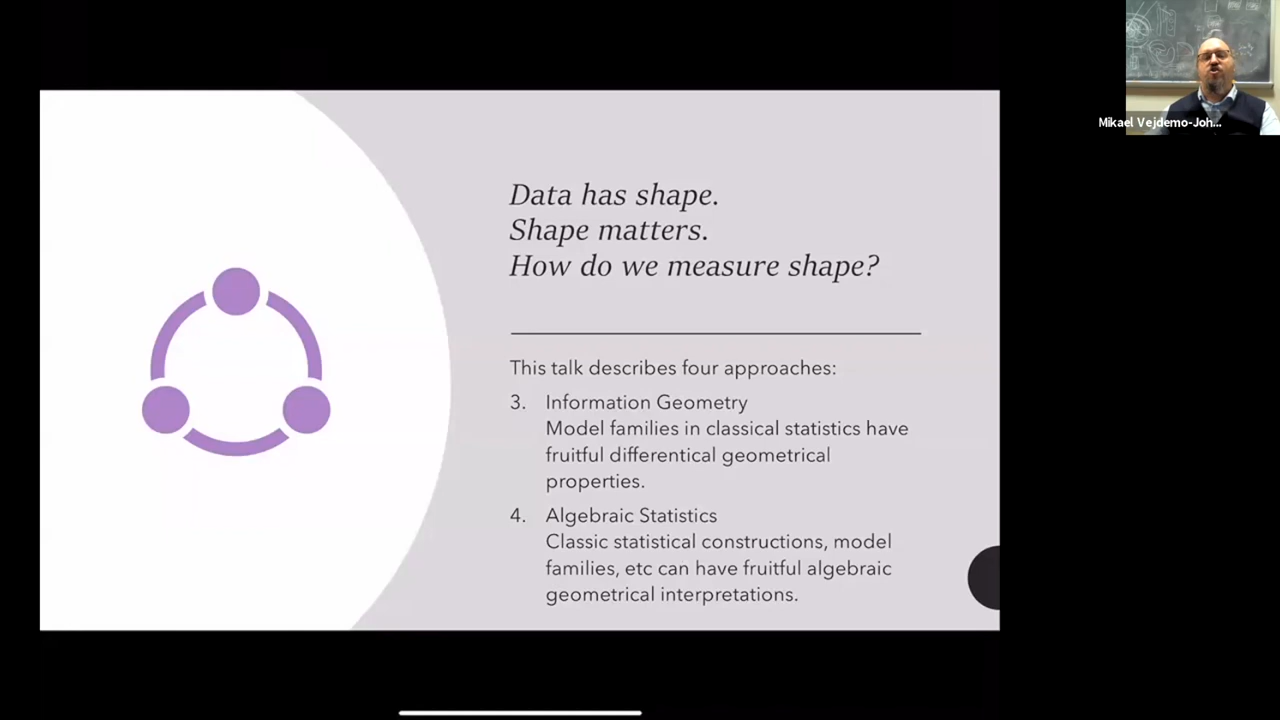 Data has shape.
Shape matters.
How do we measure shape?
This talk describes four approaches:
3. Information Geometry
Model families in classical statistics have
fruitful differentical geometrical
properties.
4. Algebraic Statistics
Classic statistical constructions, model
families, etc can have fruitful algebraic
geometrical interpretations.
Mikael Vejdemo-Joh...